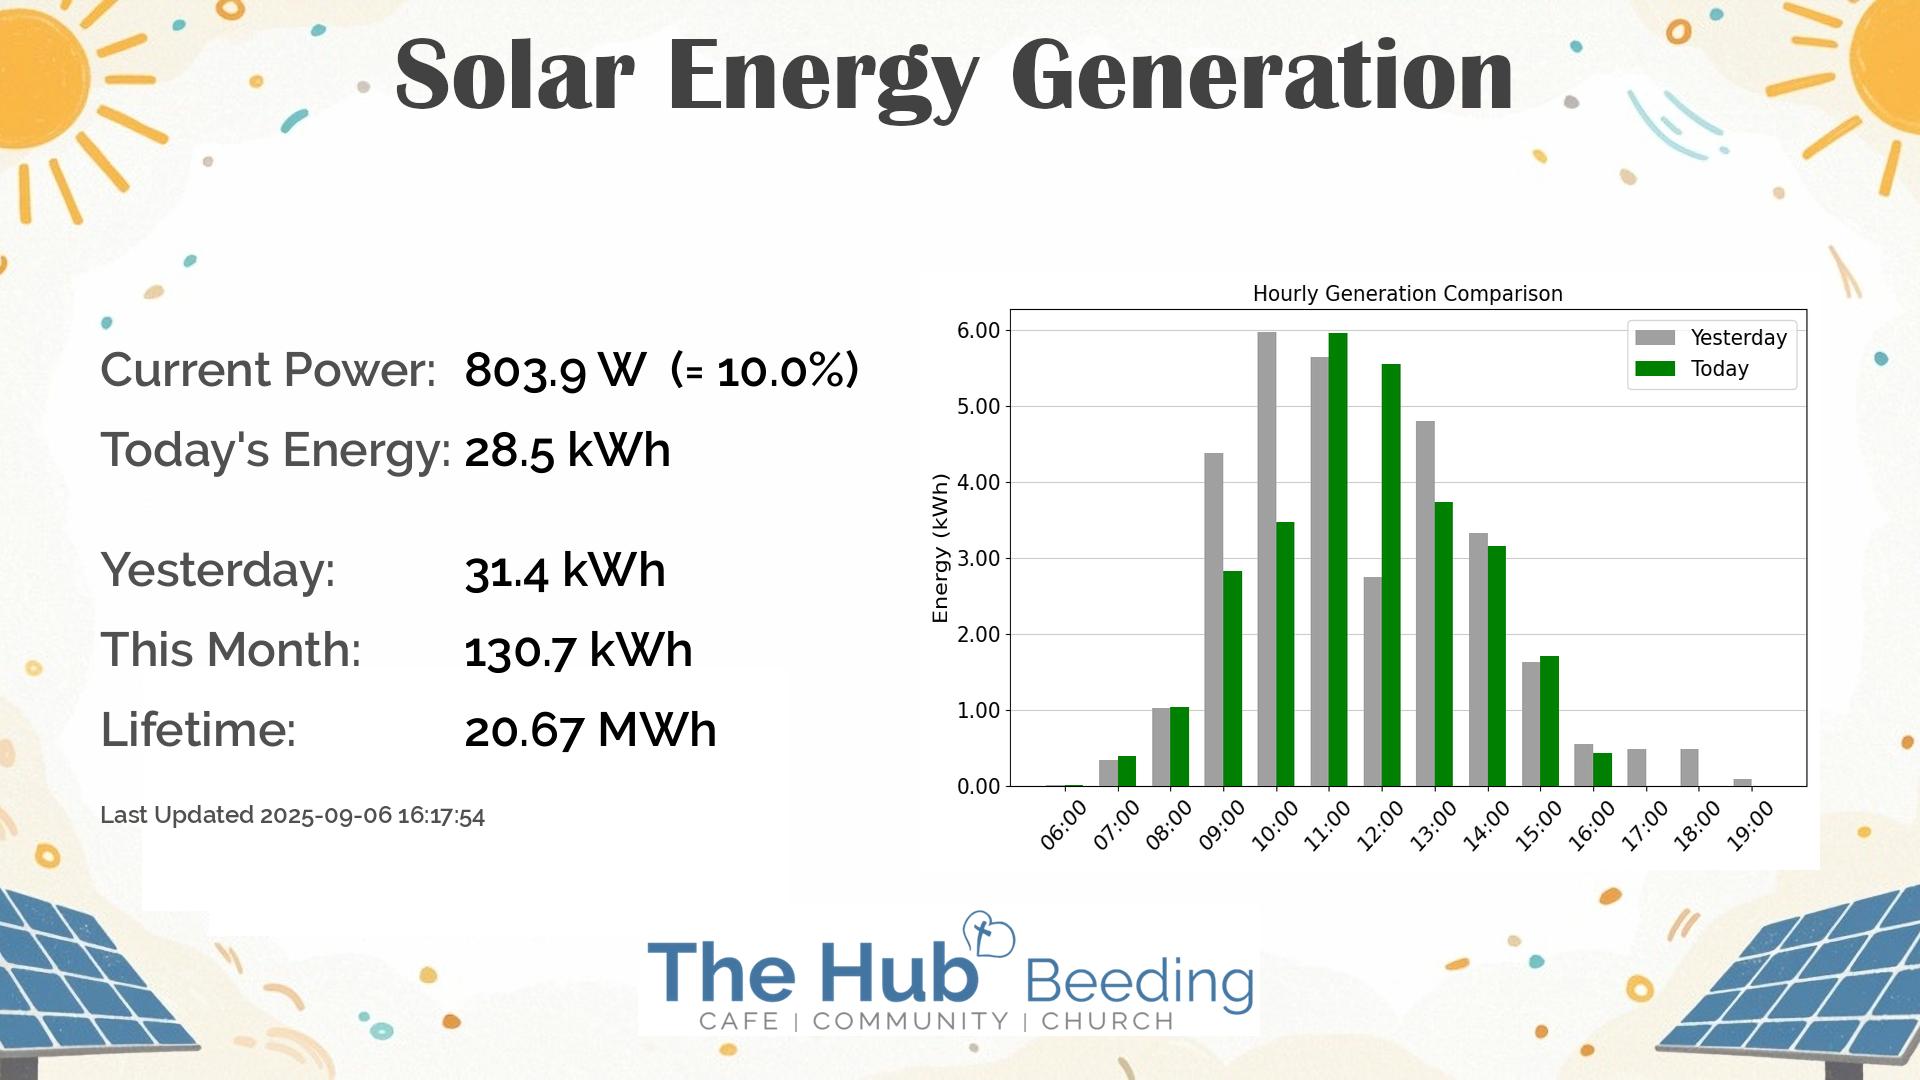 Solar Energy Generation
Current Power: 803.9 W (= 10.0%)
Today's Energy: 28.5 kWh
Yesterday: 31.4 kWh
This Month: 130.7 kWh
Lifetime: 20.67 MWh
Last Updated 2025-09-06 16:17:54
Hourly Generation Comparison
Yesterday
Today
Energy (kWh)
6.00
5.00
4.00
3.00
2.00
1.00
0.00
06:00 07:00 08:00 09:00 10:00 11:00 12:00 13:00 14:00 15:00 16:00 17:00 18:00 19:00
The Hub Beeding
CAFE | COMMUNITY | CHURCH